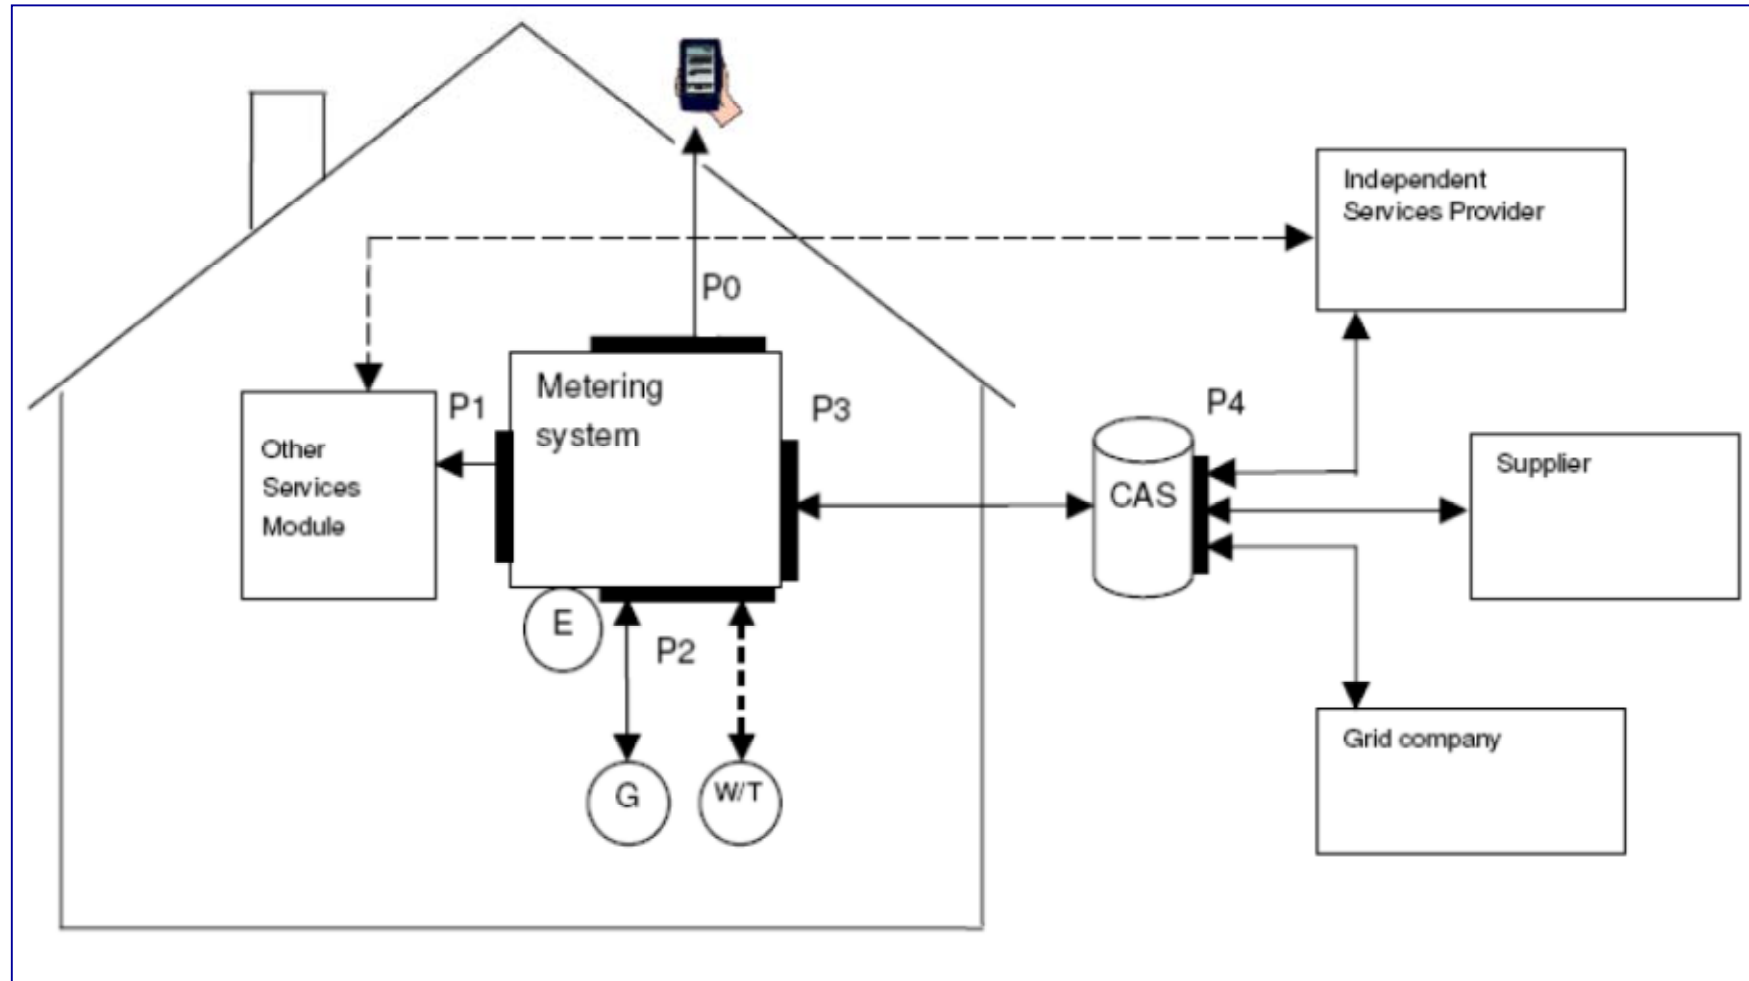 Independent
Services Provider
P0
Metering
system
P1
P3
P4
Other
Services
Module
CAS
Supplier
E
P2
G
W/T
Grid company